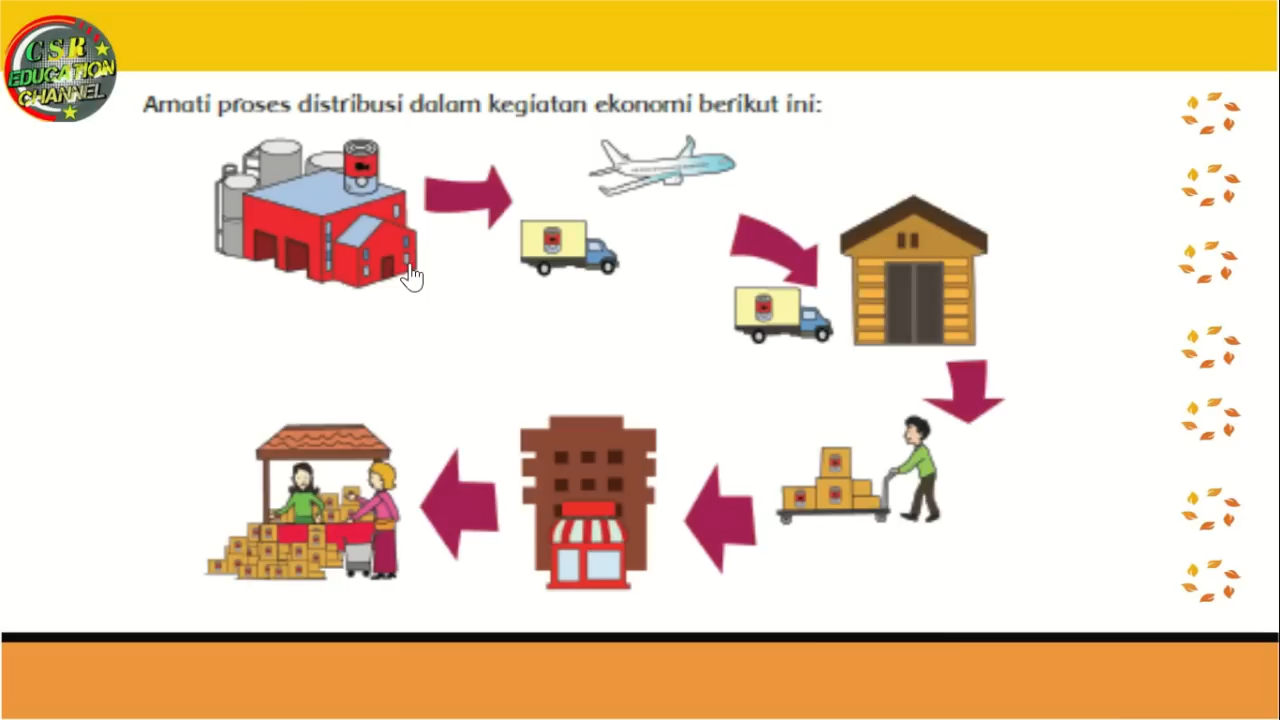 CSR
EDUCATION
CHANNEL
Amati proses distribusi dalam kegiatan ekonomi berikut ini: